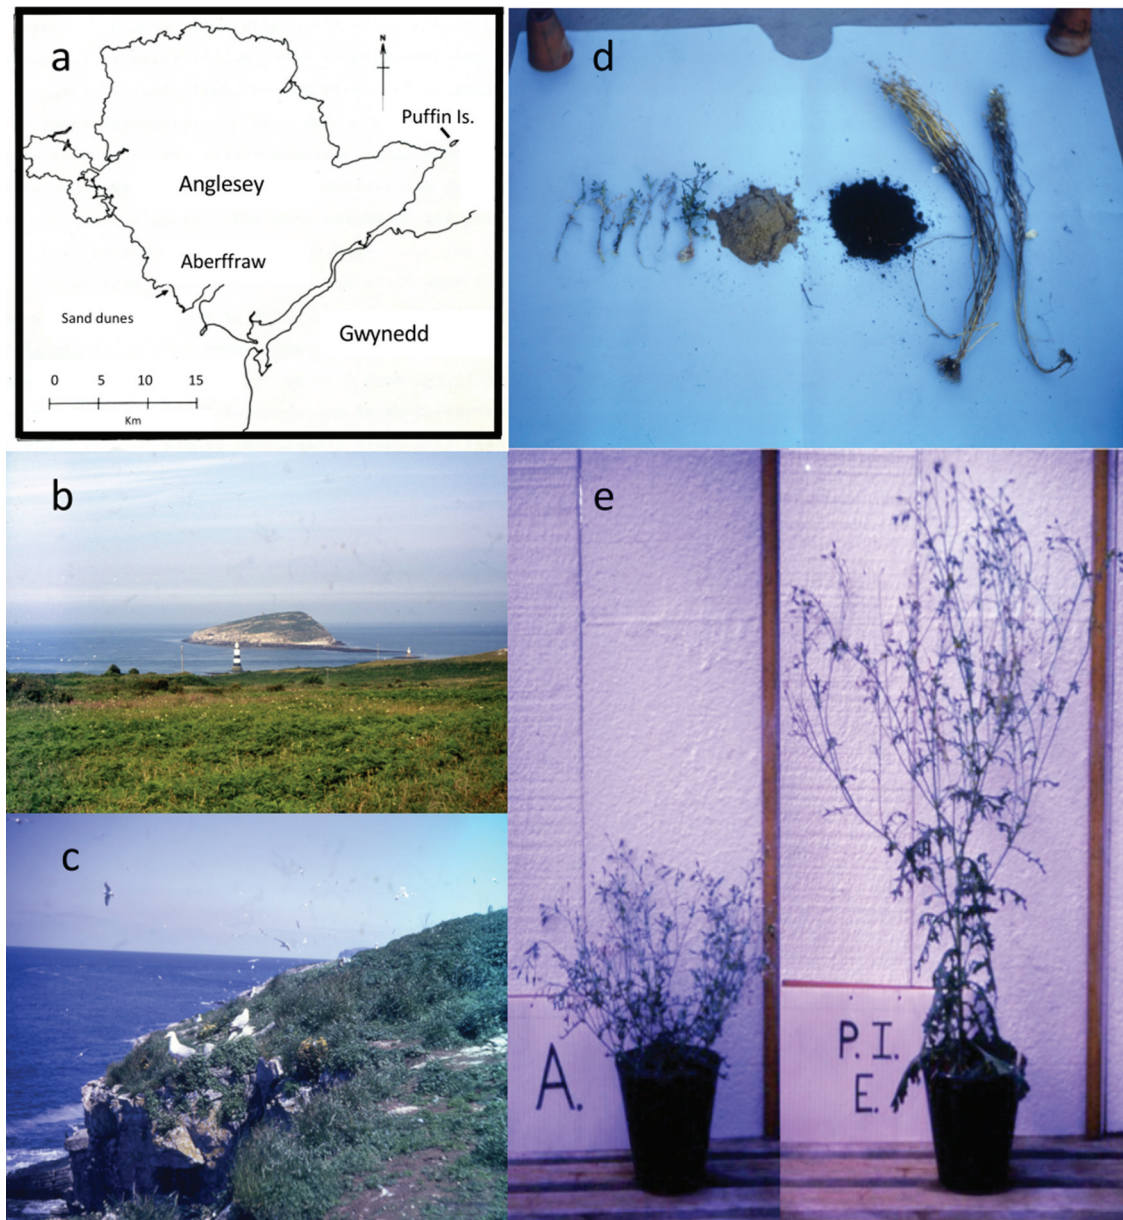 a
N
Puffin Is.
Anglesey
Aberffraw
Sand dunes
Gwynedd
0 5 10 15
Km
b
c
d
e
A.
P. I.
E.